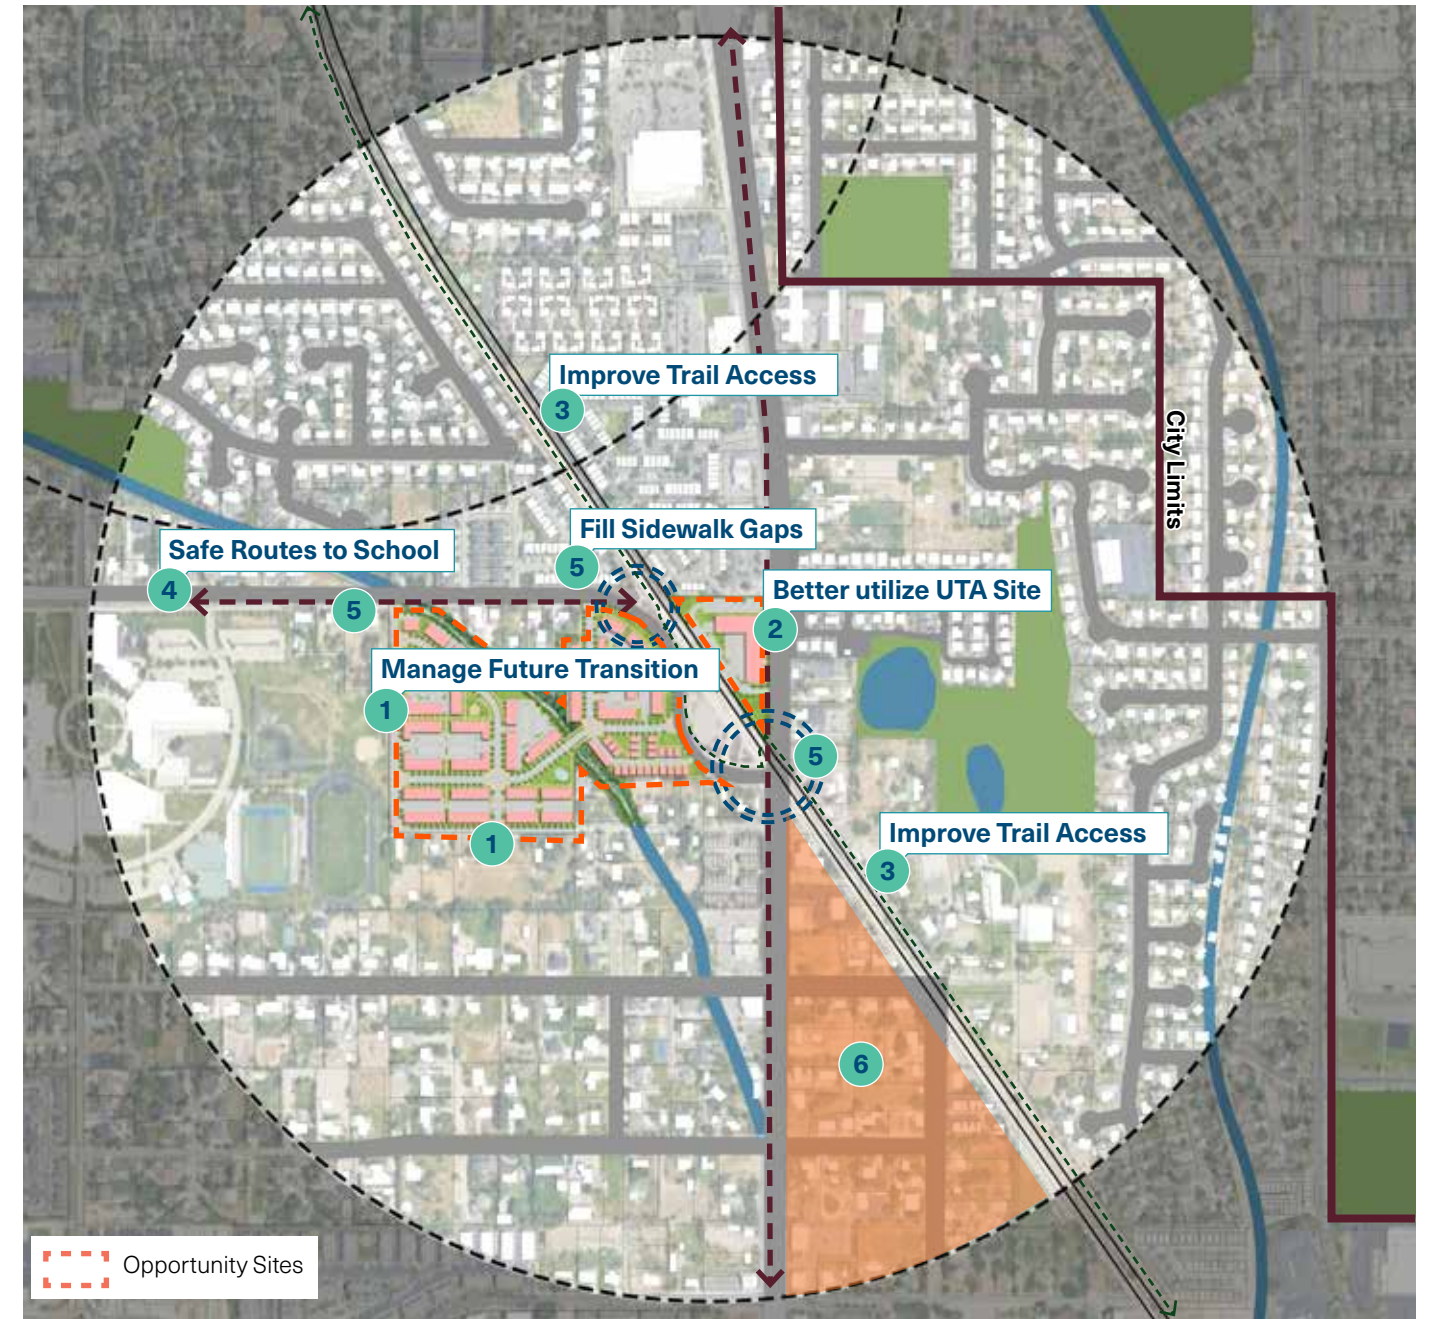 Improve Trail Access
3
City Limits
Fill Sidewalk Gaps
5
Safe Routes to School
4
5
Better utilize UTA Site
2
Manage Future Transition
1
5
1
Improve Trail Access
3
6
Opportunity Sites